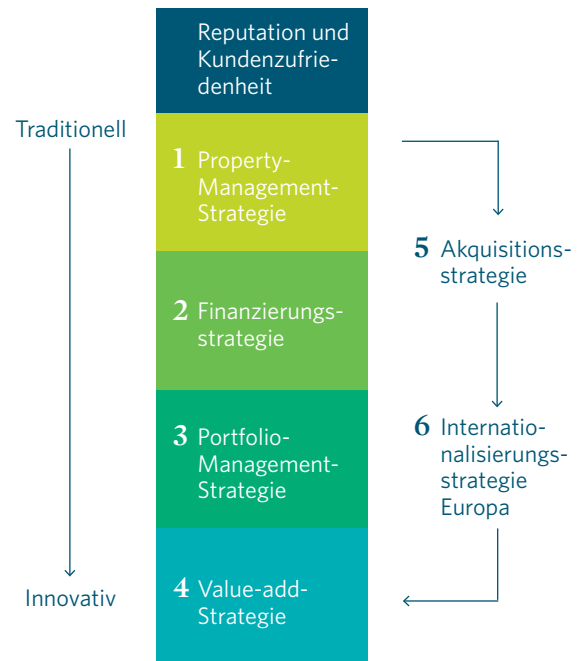 Reputation und
Kundenzufrie-
denheit
Traditionell
1 Property-
Management-
Strategie
2 Finanzierungs-
strategie
3 Portfolio-
Management-
Strategie
4 Value-add-
Strategie
Innovativ
5 Akquisitions-
strategie
6 Internatio-
nalisierungs-
strategie
Europa